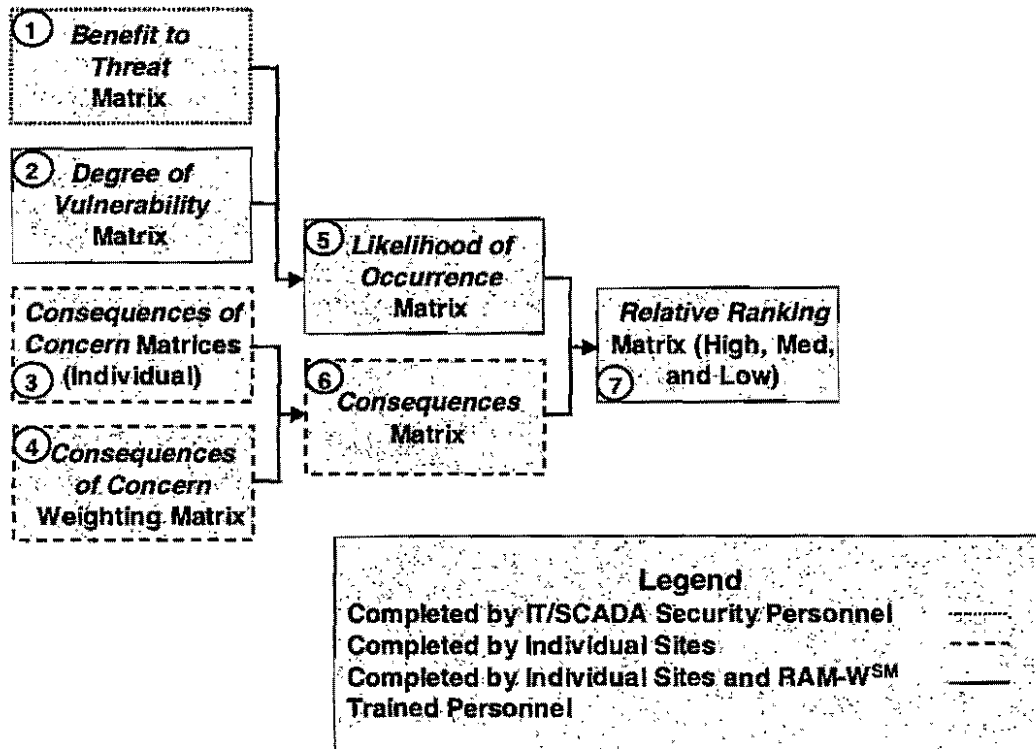 1
Benefit to
Threat
Matrix
2
Degree of
Vulnerability
Matrix
Consequences of
Concern Matrices
(Individual)
3
4
Consequences
of Concern
Weighting Matrix
5
Likelihood of
Occurrence
Matrix
6
Consequences
Matrix
Relative Ranking
Matrix (High, Med,
and Low)
7
Legend
Completed by IT/SCADA Security Personnel
Completed by Individual Sites
Completed by Individual Sites and RAM-W℠
Trained Personnel